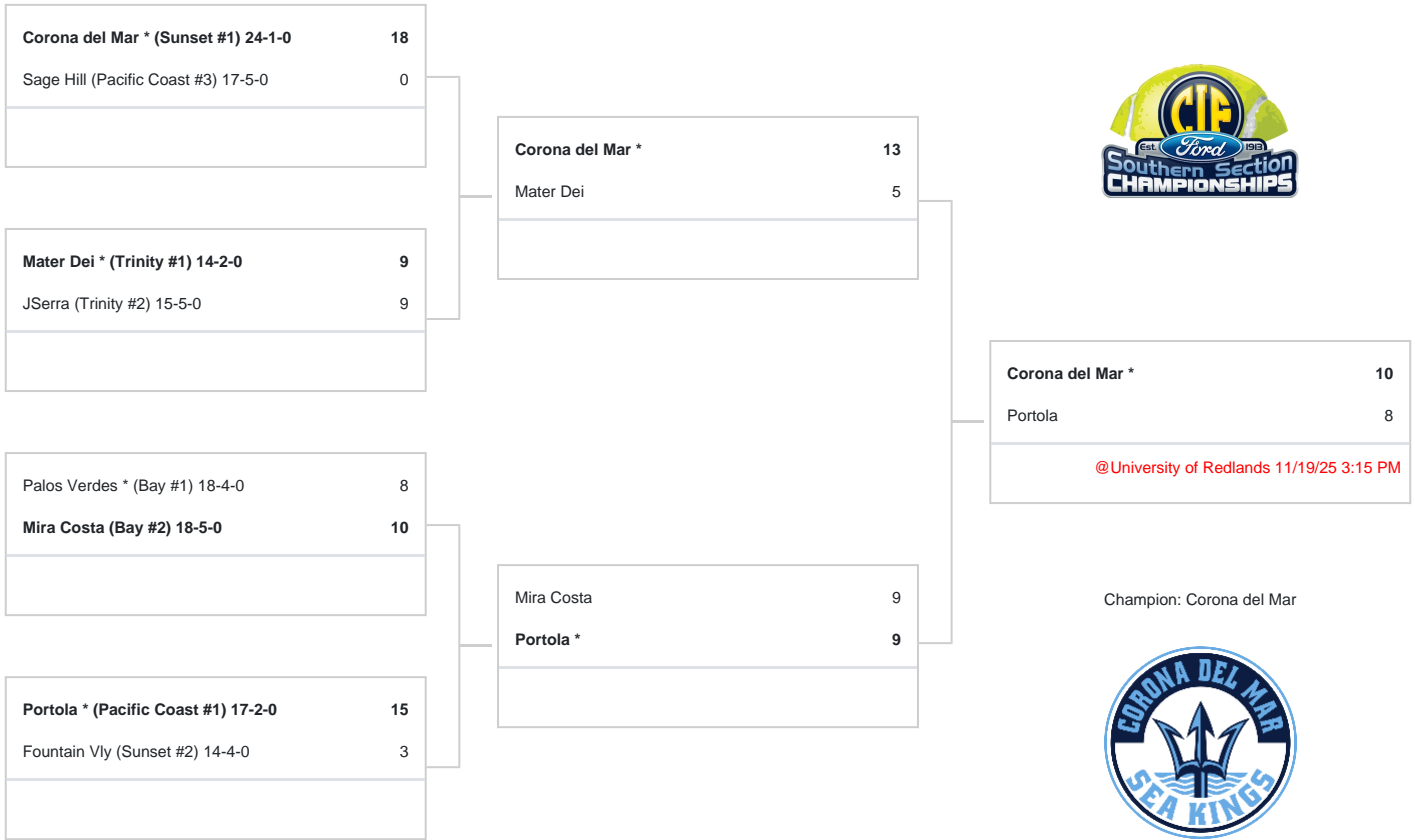 Corona del Mar * (Sunset #1) 24-1-0 18
Sage Hill (Pacific Coast #3) 17-5-0 0
Mater Dei * (Trinity #1) 14-2-0 9
JSerra (Trinity #2) 15-5-0 9
Palos Verdes * (Bay #1) 18-4-0 8
Mira Costa (Bay #2) 18-5-0 10
Portola * (Pacific Coast #1) 17-2-0 15
Fountain Vly (Sunset #2) 14-4-0 3
Corona del Mar * 13
Mater Dei 5
Mira Costa 9
Portola * 9
CIF
Est. Ford 1913
Southern Section
CHAMPIONSHIPS
Corona del Mar * 10
Portola 8
@University of Redlands 11/19/25 3:15 PM
Champion: Corona del Mar
CORONA DEL MAR
SEA KINGS